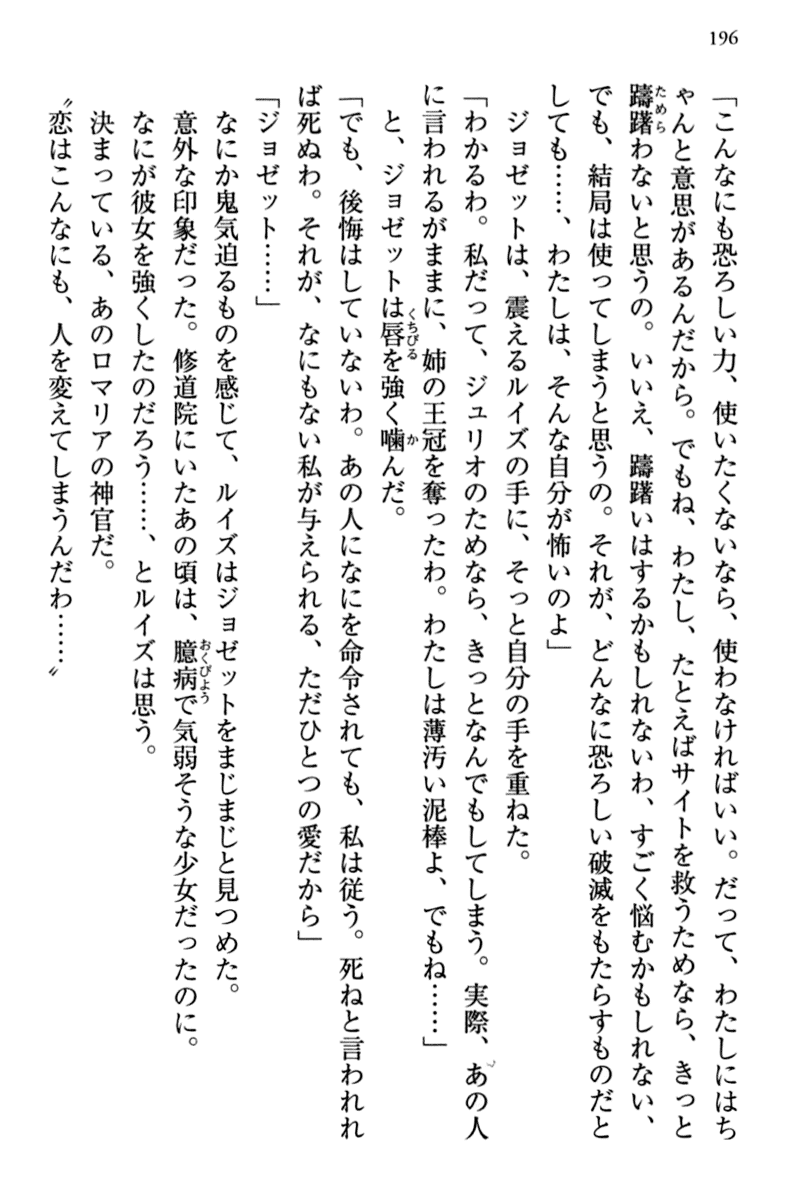 196
「こんなにも恐ろしい力、使いたくないなら、使わなければいい。だって、わたしにはち
ゃんと意思があるんだから。でもね、わたし、たとえばサイトを救うためなら、きっと
躊躇わないと思うの。いいえ、躊躇いはするかもしれないわ、すごく悩むかもしれない、
でも、結局は使ってしまうと思うの。それが、どんなに恐ろしい破滅をもたらすものだと
しても……、わたしは、そんな自分が怖いのよ」
ジョゼットは、震えるルイズの手に、そっと自分の手を重ねた。
「わかるわ。私だって、ジュリオのためなら、きっとなんでもしてしまう。実際、あの人
に言われるがままに、姉の王冠を奪ったわ。わたしは薄汚い泥棒よ、でもね……」
と、ジョゼットは唇を強く噛んだ。
「でも、後悔はしていないわ。あの人になにを命令されても、私は従う。死ねと言われれ
ば死ぬわ。それが、なにもない私が与えられる、ただひとつの愛だから」
「ジョゼット……」
なにか鬼気迫るものを感じて、ルイズはジョゼットをまじまじと見つめた。
意外な印象だった。修道院にいたあの頃は、臆病で気弱そうな少女だったのに。
なにが彼女を強くしたのだろう……、とルイズは思う。
決まっている、あのロマリアの神官だ。
〝恋はこんなにも、人を変えてしまうんだわ……〟